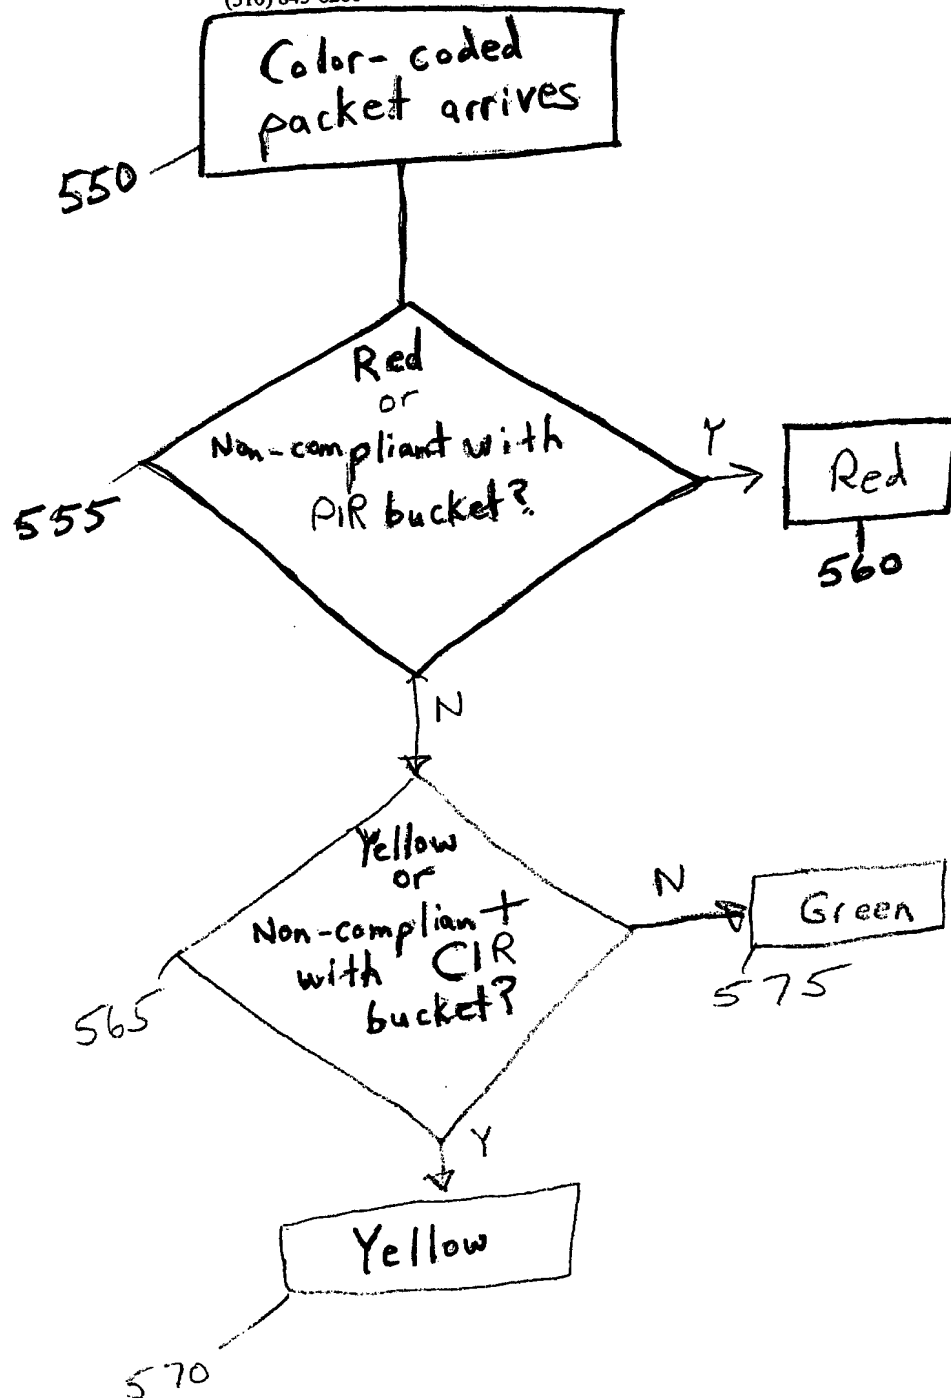 Color-coded
packet arrives
550
Red
or
Non-compliant with
PIR bucket?
555
Y
Red
560
N
Yellow
or
Non-compliant
with CIR
bucket?
565
N
Green
575
Y
Yellow
570